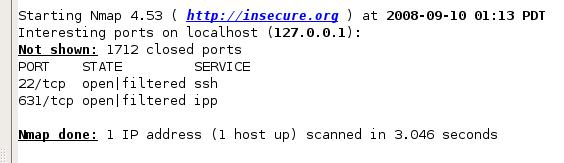 Starting Nmap 4.53 ( http://insecure.org ) at 2008-09-10 01:13 PDT
Interesting ports on localhost (127.0.0.1):
Not shown: 1712 closed ports
PORT    STATE         SERVICE
22/tcp  open|filtered ssh
631/tcp open|filtered ipp
Nmap done: 1 IP address (1 host up) scanned in 3.046 seconds